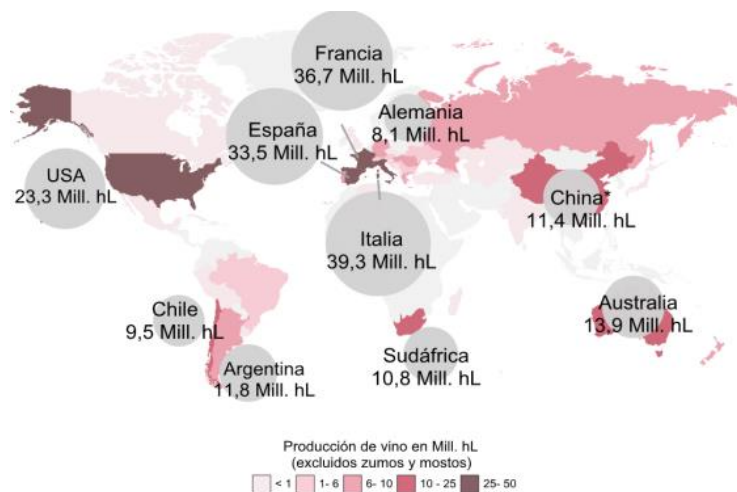 Francia
36,7 Mill. hL
Alemania
8,1 Mill. hL
España
33,5 Mill. hL
USA
23,3 Mill. hL
China*
11,4 Mill. hL
Italia
39,3 Mill. hL
Chile
9,5 Mill. hL
Australia
13,9 Mill. hL
Sudáfrica
10,8 Mill. hL
Argentina
11,8 Mill. hL
Producción de vino en Mill. hL
(excluidos zumos y mostos)
< 1 1- 6 6- 10 10 - 25 25- 50